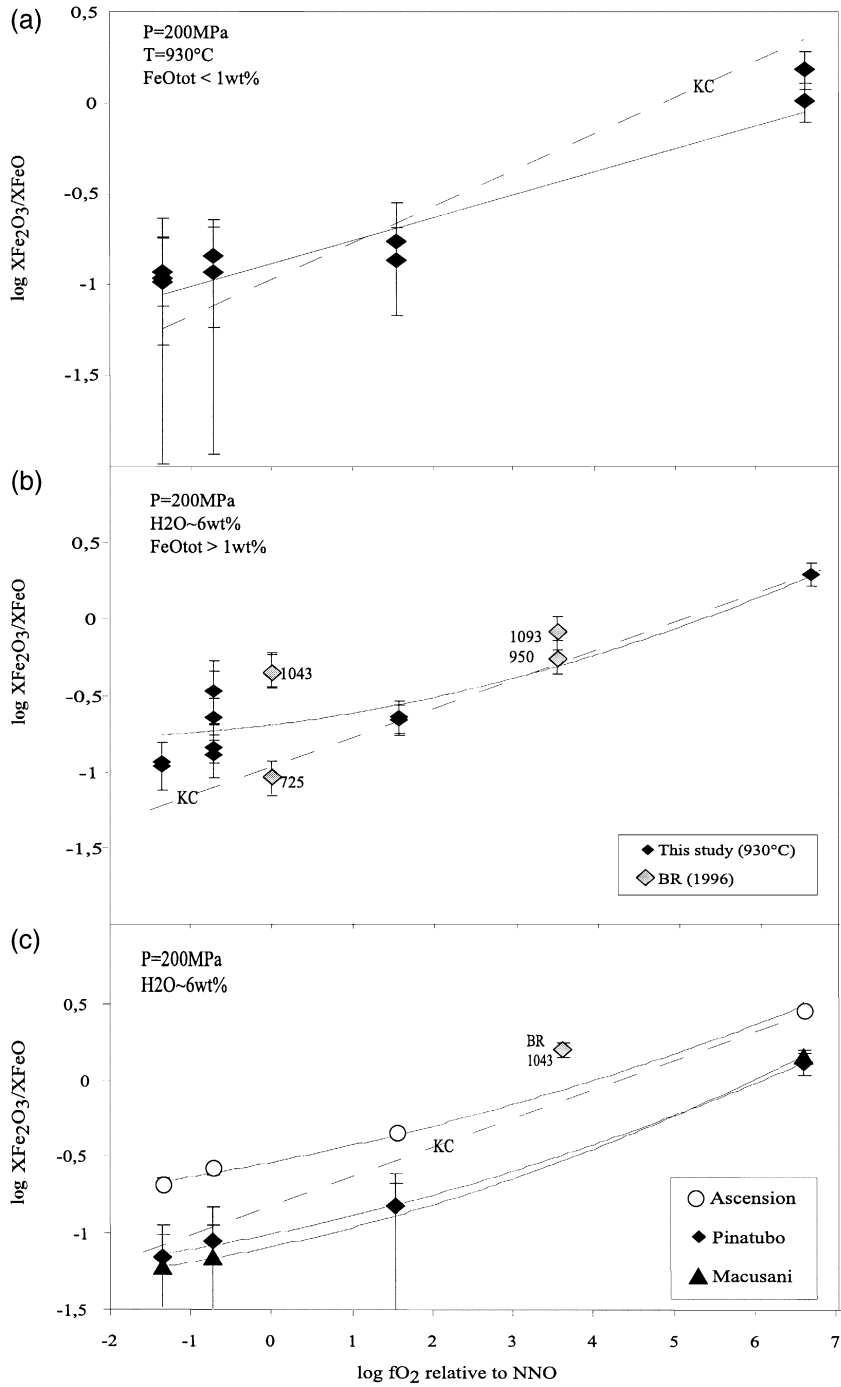 (a)
P=200MPa
T=930°C
FeOtot < 1wt%
0,5
0
-0,5
-1
-1,5
log XFe2O3/XFeO
KC
(b)
P=200MPa
H2O~6wt%
FeOtot > 1wt%
0,5
0
-0,5
-1
-1,5
log XFe2O3/XFeO
1043
725
1093
950
KC
This study (930°C)
BR (1996)
(c)
P=200MPa
H2O~6wt%
0,5
0
-0,5
-1
-1,5
log XFe2O3/XFeO
BR
1043
KC
Ascension
Pinatubo
Macusani
-2 -1 0 1 2 3 4 5 6 7
log fO2 relative to NNO